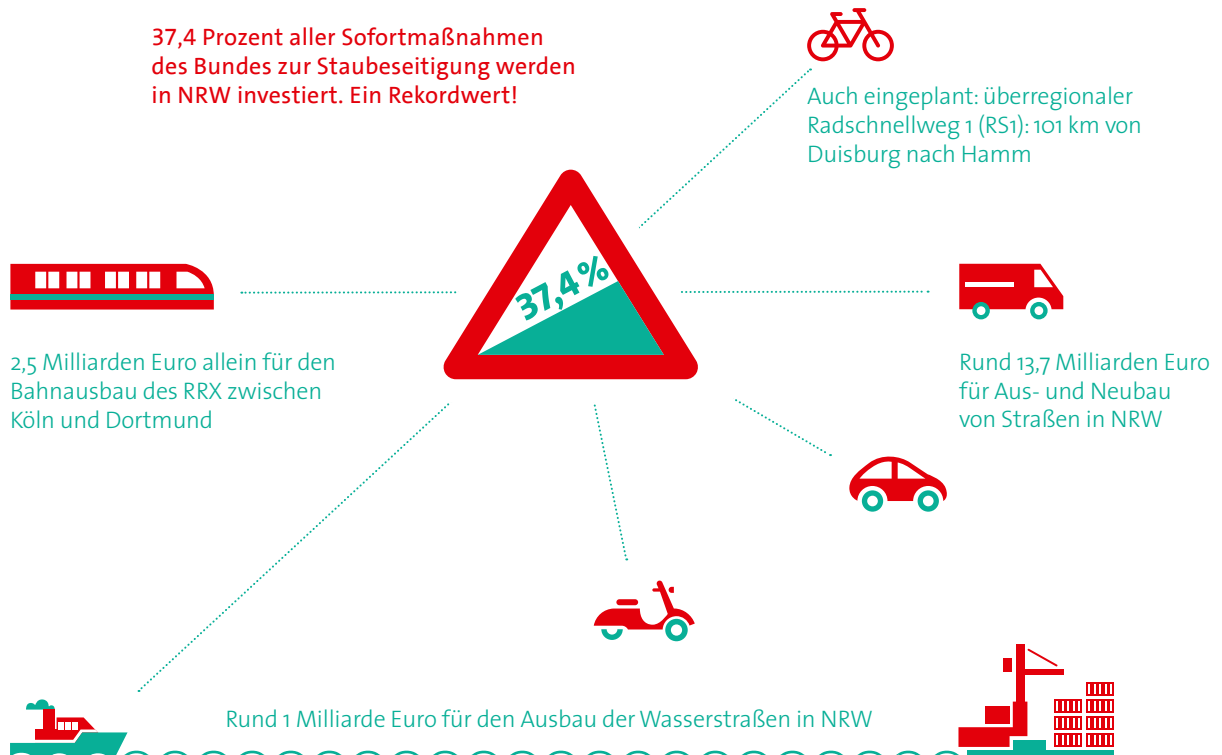 37,4 Prozent aller Sofortmaßnahmen
des Bundes zur Staubeseitigung werden
in NRW investiert. Ein Rekordwert!
Auch eingeplant: überregionaler
Radschnellweg 1 (RS1): 101 km von
Duisburg nach Hamm
37,4%
2,5 Milliarden Euro allein für den
Bahnausbau des RRX zwischen
Köln und Dortmund
Rund 13,7 Milliarden Euro
für Aus- und Neubau
von Straßen in NRW
Rund 1 Milliarde Euro für den Ausbau der Wasserstraßen in NRW